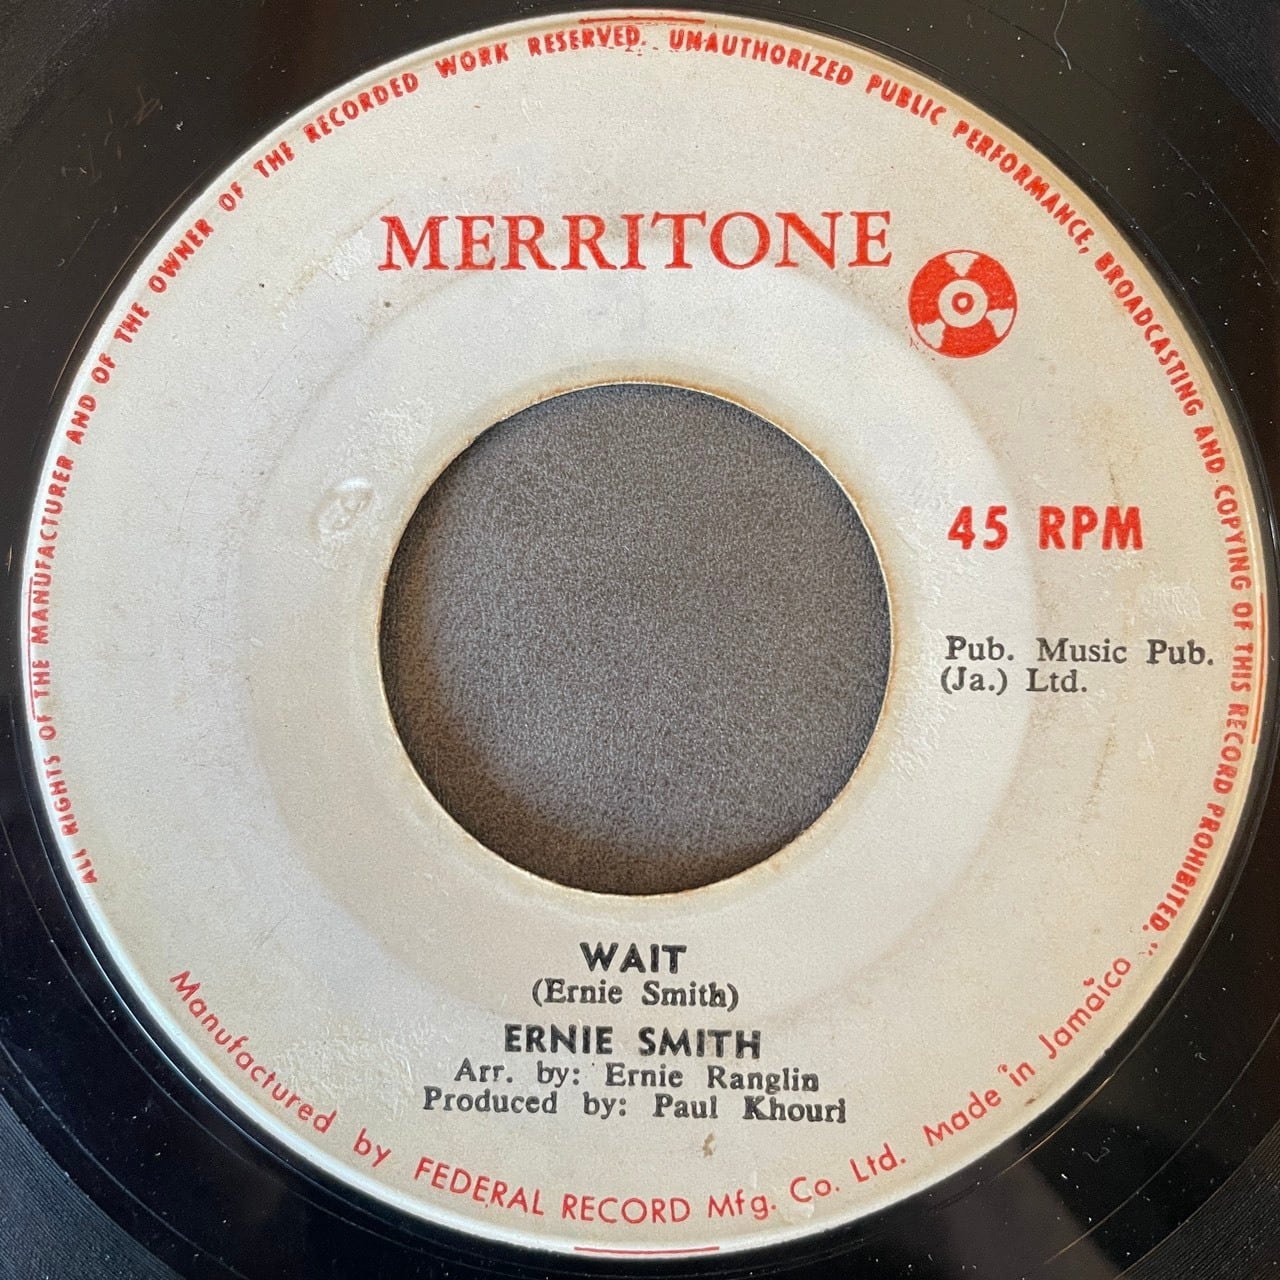 ALL RIGHTS OF THE MANUFACTURER AND OF THE OWNER OF THE RECORDED WORK RESERVED. UNAUTHORIZED PUBLIC PERFORMANCE, BROADCASTING AND COPYING OF THIS RECORD PROHIBITED.
MERRITONE
45 RPM
Pub. Music Pub.
(Ja.) Ltd.
WAIT
(Ernie Smith)
ERNIE SMITH
Arr. by: Ernie Ranglin
Produced by: Paul Khouri
Manufactured by FEDERAL RECORD Mfg. Co. Ltd. Made in Jamaica